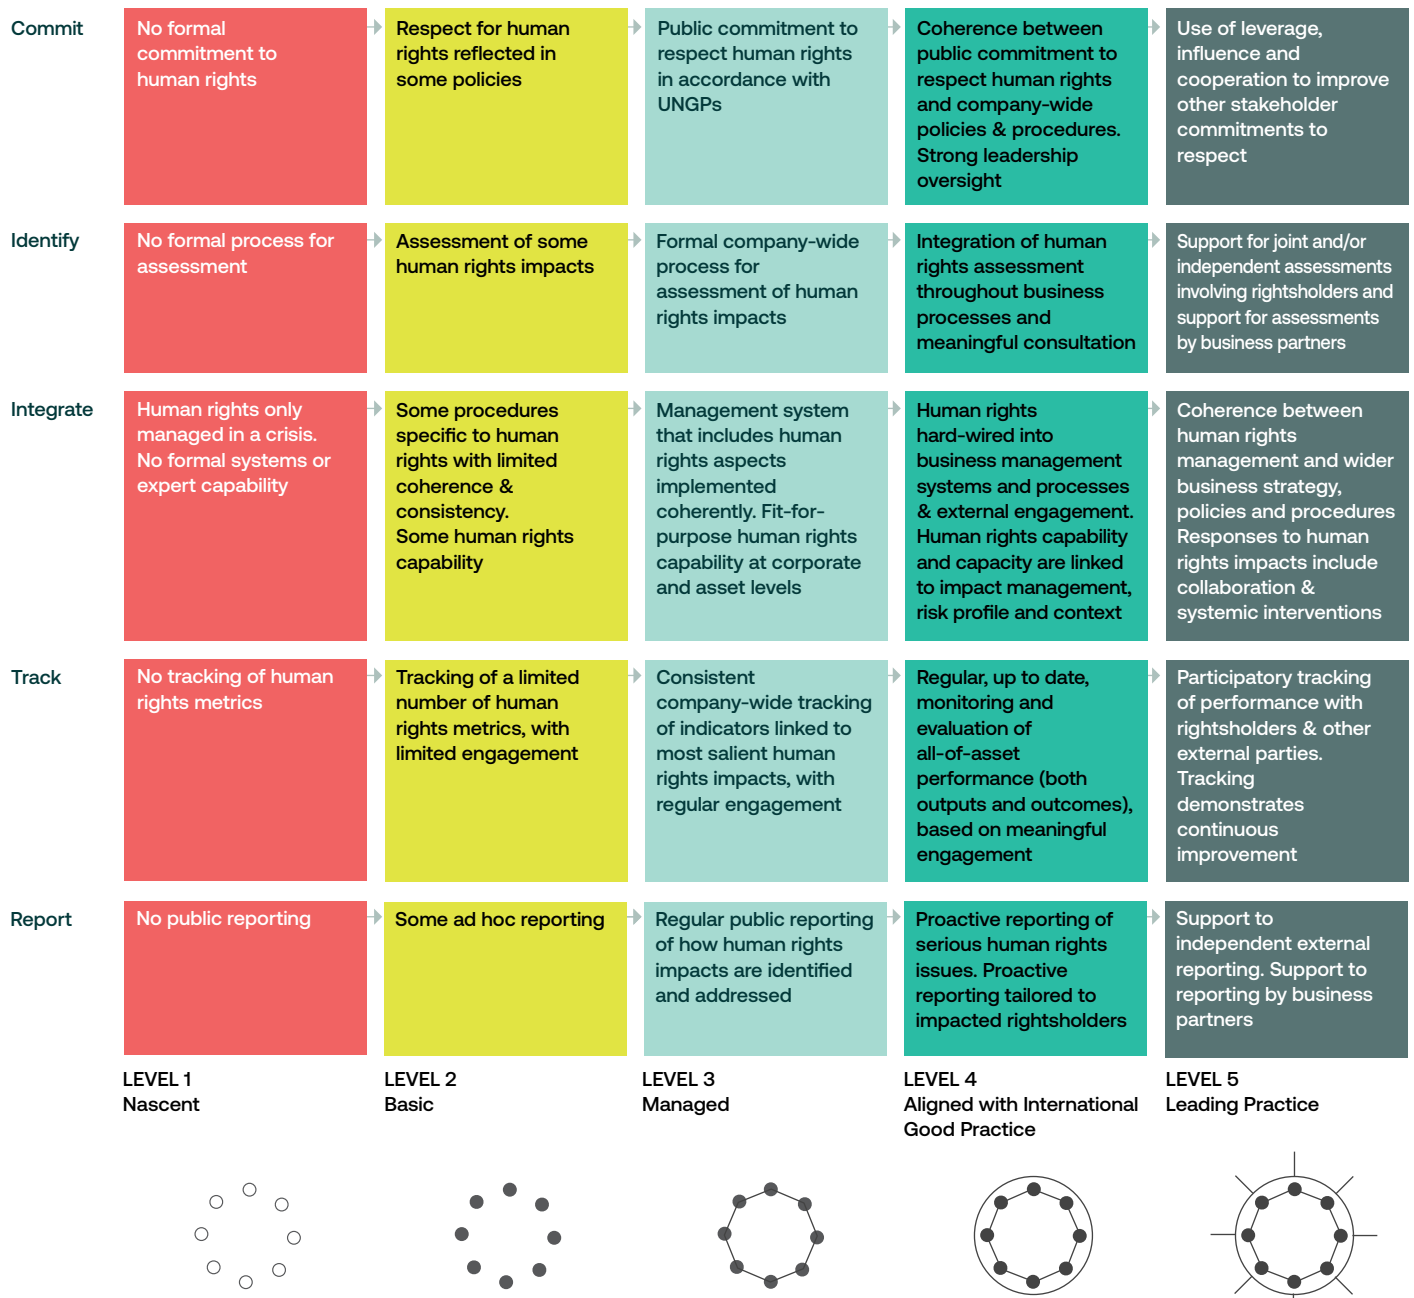 Commit
No formal
commitment to
human rights
Respect for human
rights reflected in
some policies
Public commitment to
respect human rights
in accordance with
UNGPs
Coherence between
public commitment to
respect human rights
and company-wide
policies & procedures.
Strong leadership
oversight
Use of leverage,
influence and
cooperation to improve
other stakeholder
commitments to
respect
Identify
No formal process for
assessment
Assessment of some
human rights impacts
Formal company-wide
process for
assessment of human
rights impacts
Integration of human
rights assessment
throughout business
processes and
meaningful consultation
Support for joint and/or
independent assessments
involving rightsholders and
support for assessments
by business partners
Integrate
Human rights only
managed in a crisis.
No formal systems or
expert capability
Some procedures
specific to human
rights with limited
coherence &
consistency.
Some human rights
capability
Management system
that includes human
rights aspects
implemented
coherently. Fit-for-
purpose human rights
capability at corporate
and asset levels
Human rights
hard-wired into
business management
systems and processes
& external engagement.
Human rights capability
and capacity are linked
to impact management,
risk profile and context
Coherence between
human rights
management and wider
business strategy,
policies and procedures
Responses to human
rights impacts include
collaboration &
systemic interventions
Track
No tracking of human
rights metrics
Tracking of a limited
number of human
rights metrics, with
limited engagement
Consistent
company-wide tracking
of indicators linked to
most salient human
rights impacts, with
regular engagement
Regular, up to date,
monitoring and
evaluation of
all-of-asset
performance (both
outputs and outcomes),
based on meaningful
engagement
Participatory tracking
of performance with
rightsholders & other
external parties.
Tracking
demonstrates
continuous
improvement
Report
No public reporting
Some ad hoc reporting
Regular public reporting
of how human rights
impacts are identified
and addressed
Proactive reporting of
serious human rights
issues. Proactive
reporting tailored to
impacted rightsholders
Support to
independent external
reporting. Support to
reporting by business
partners
LEVEL 1
Nascent
LEVEL 2
Basic
LEVEL 3
Managed
LEVEL 4
Aligned with International
Good Practice
LEVEL 5
Leading Practice